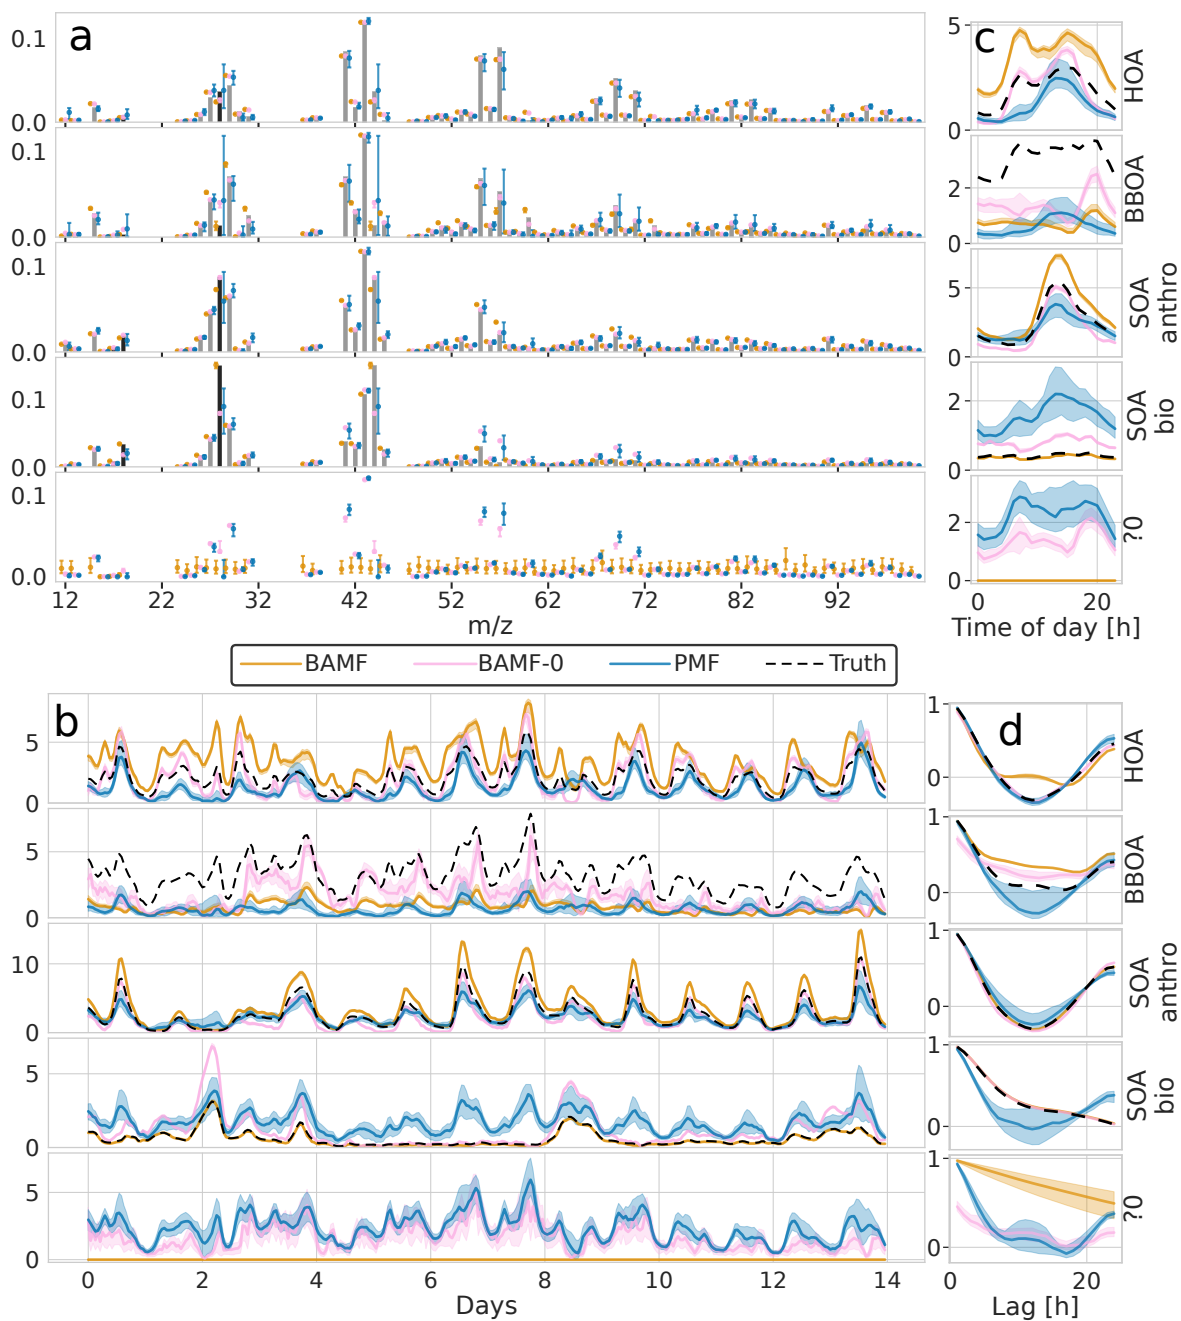 a
0.1
0.0
0.1
0.0
0.1
0.0
0.1
0.0
0.1
0.0
12 22 32 42 52 62 72 82 92
m/z
c
5
0
HOA
2
0
BBOA
5
0
SOA
anthro
2
0
SOA
bio
2
0
?0
0 20
Time of day [h]
BAMF BAMF-0 PMF Truth
b
5
0
5
0
10
0
5
0
5
0
0 2 4 6 8 10 12 14
Days
d
1
0
HOA
1
0
BBOA
1
0
SOA
anthro
1
0
SOA
bio
1
0
?0
0 20
Lag [h]